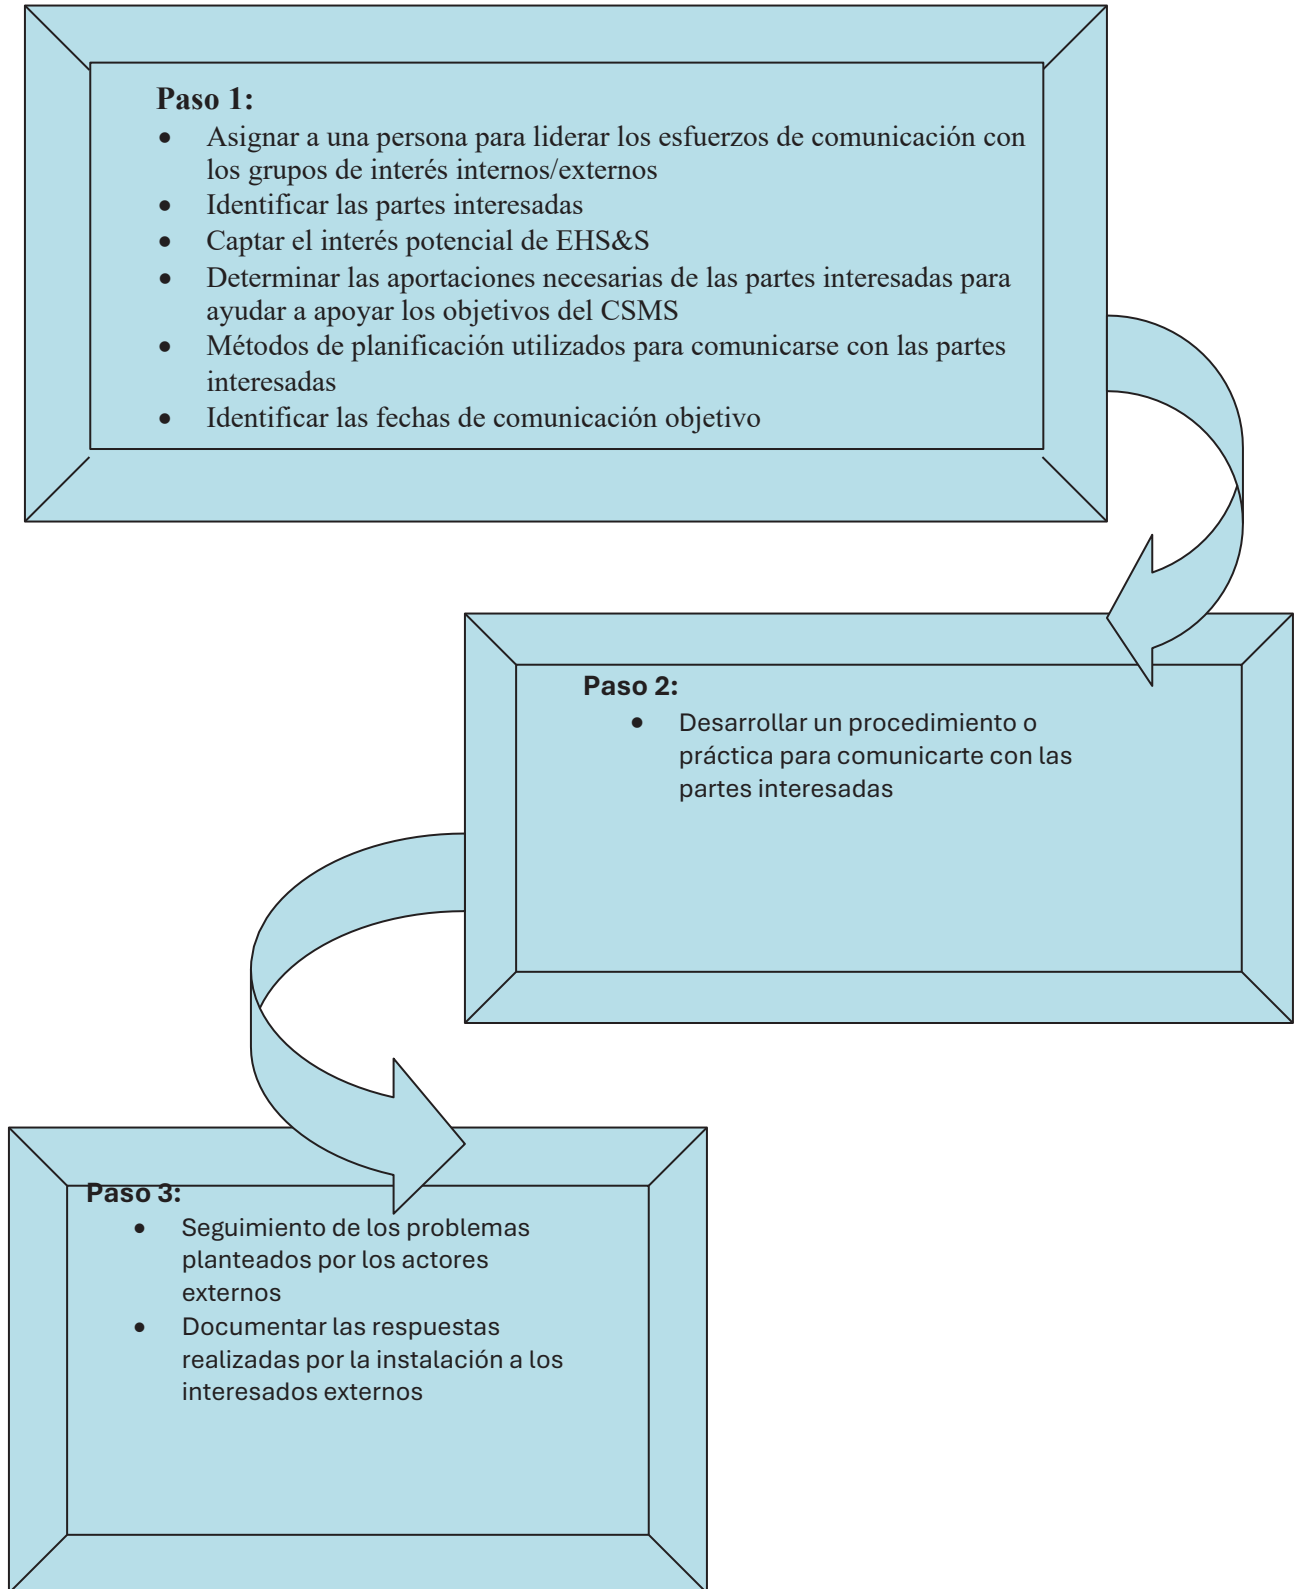 Paso 1:
• Asignar a una persona para liderar los esfuerzos de comunicación con
los grupos de interés internos/externos
• Identificar las partes interesadas
• Captar el interés potencial de EHS&S
• Determinar las aportaciones necesarias de las partes interesadas para
ayudar a apoyar los objetivos del CSMS
• Métodos de planificación utilizados para comunicarse con las partes
interesadas
• Identificar las fechas de comunicación objetivo
Paso 2:
• Desarrollar un procedimiento o
práctica para comunicarte con las
partes interesadas
Paso 3:
• Seguimiento de los problemas
planteados por los actores
externos
• Documentar las respuestas
realizadas por la instalación a los
interesados externos